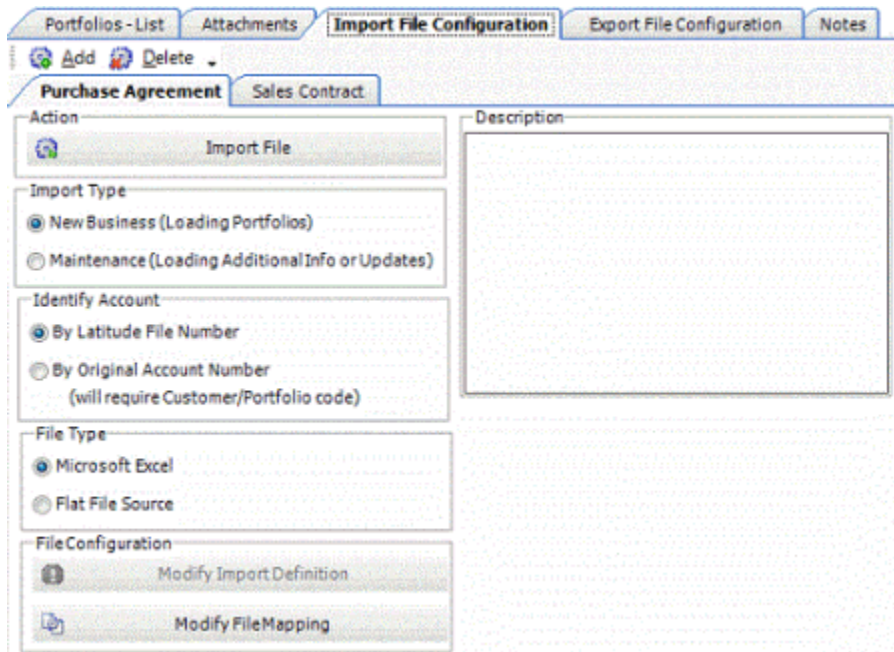 Portfolios - List Attachments Import File Configuration Export File Configuration Notes
Add Delete
Purchase Agreement Sales Contract
Action Description
Import File
Import Type
New Business (Loading Portfolios)
Maintenance (Loading Additional Info or Updates)
Identify Account
By Latitude File Number
By Original Account Number
(will require Customer/Portfolio code)
File Type
Microsoft Excel
Flat File Source
File Configuration
Modify Import Definition
Modify File Mapping